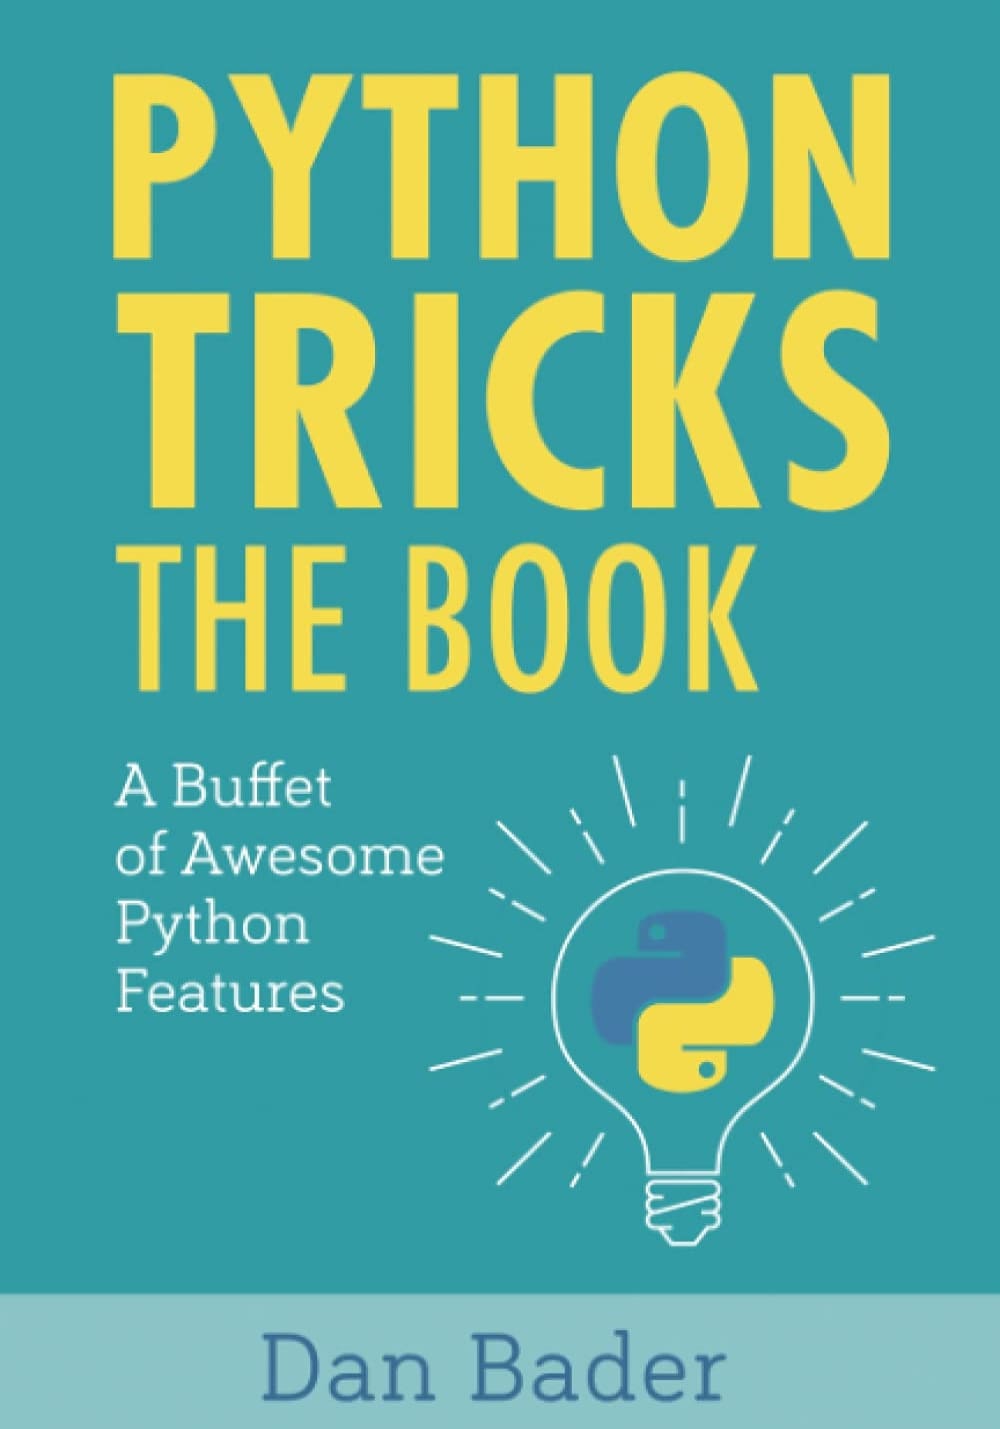 PYTHON
TRICKS
THE BOOK
A Buffet
of Awesome
Python
Features
Dan Bader